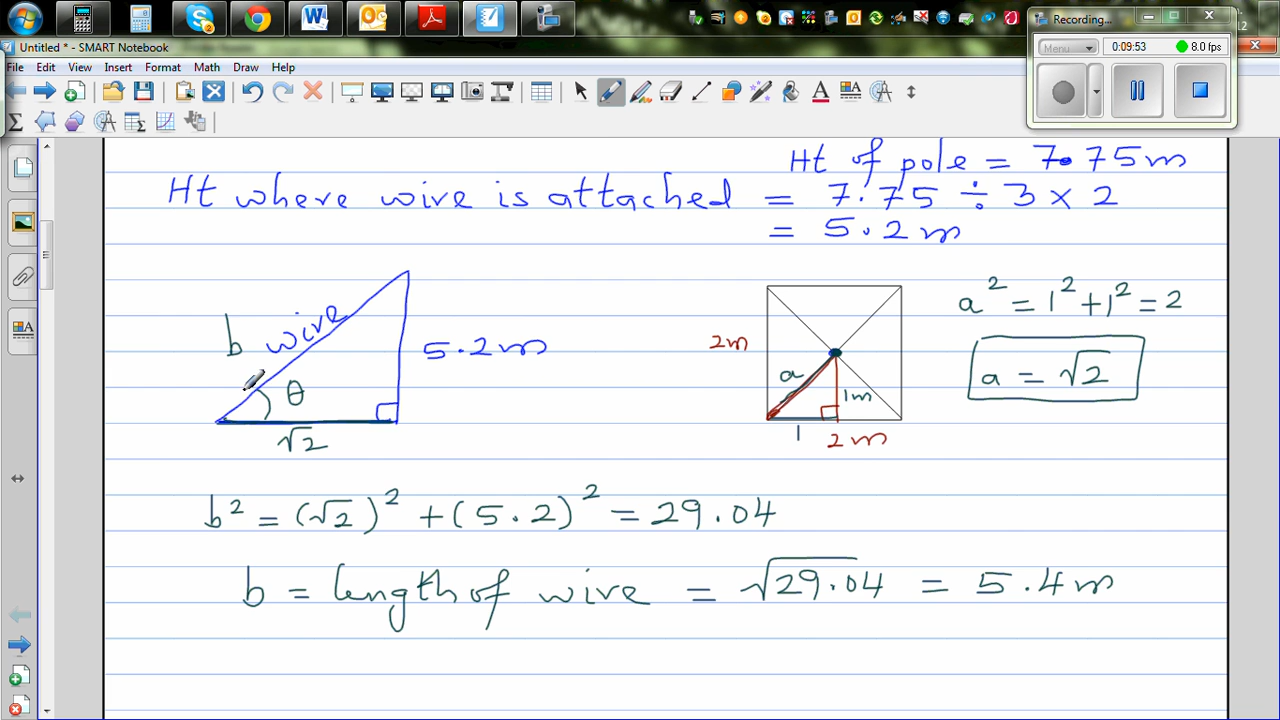 Recording...
Menu
0:09:53
8.0 fps
Untitled * - SMART Notebook
File Edit View Insert Format Math Draw Help
Ht of pole = 7.75m
Ht where wire is attached = 7.75 ÷ 3 × 2
= 5.2m
b wire
5.2m
θ
√2
2m
a
1m
1
2m
a² = 1² + 1² = 2
a = √2
b² = (√2)² + (5.2)² = 29.04
b = length of wire = √29.04 = 5.4m